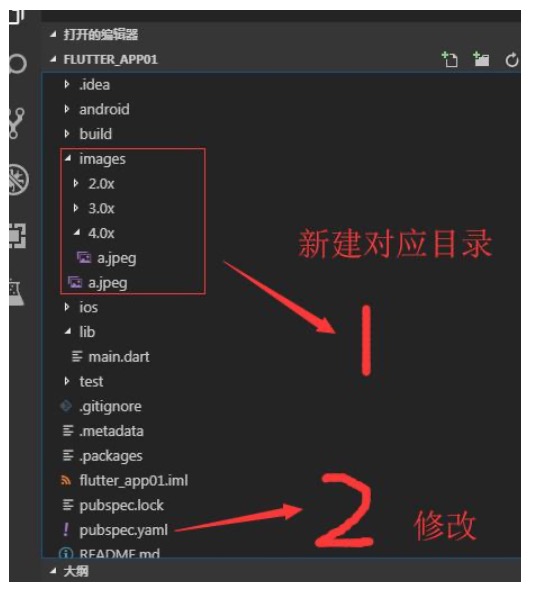 打开的编辑器
FLUTTER_APP01
.idea
android
build
images
2.0x
3.0x
4.0x
a.jpeg
a.jpeg
ios
lib
main.dart
test
.gitignore
.metadata
.packages
flutter_app01.iml
pubspec.lock
pubspec.yaml
README.md
大纲
新建对应目录
1
2 修改